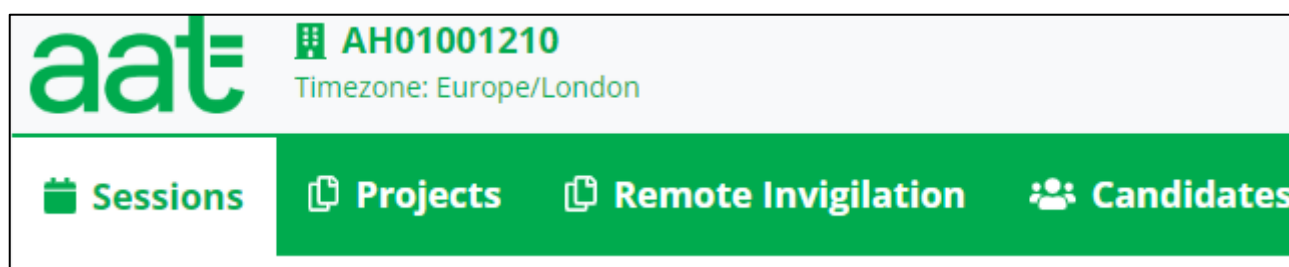 aat
AH01001210
Timezone: Europe/London
Sessions Projects Remote Invigilation Candidates